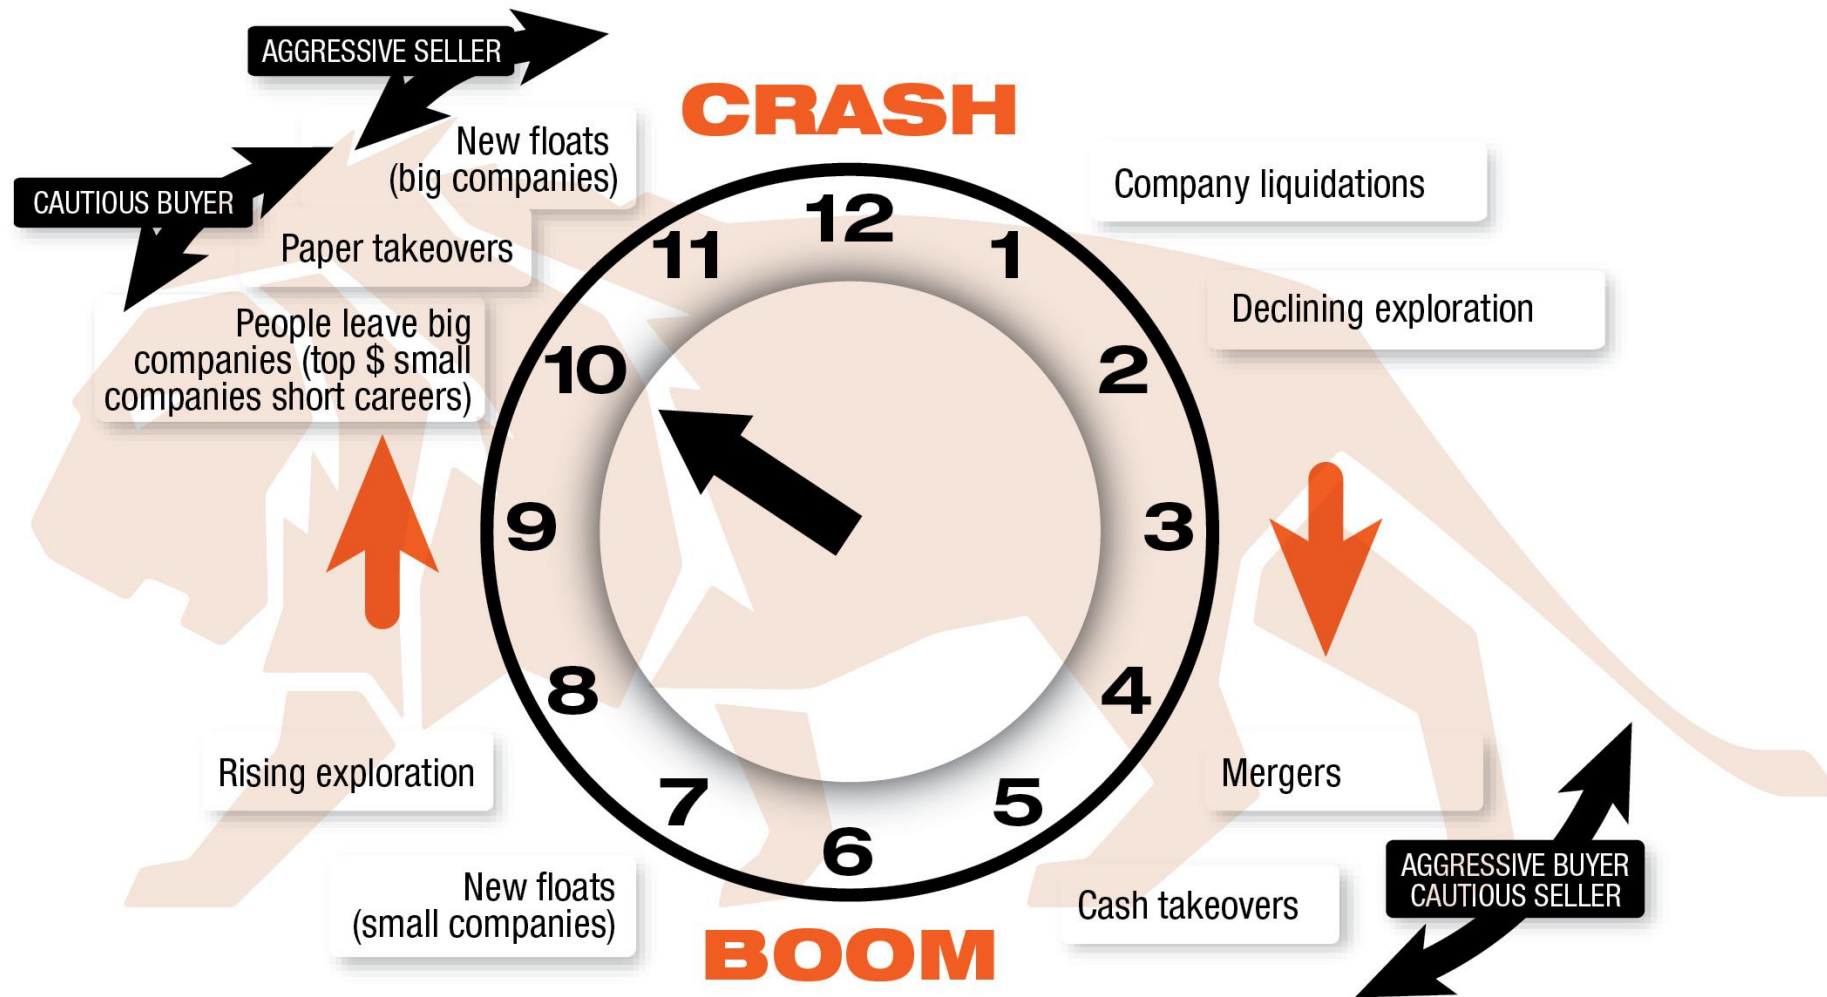 AGGRESSIVE SELLER
CRASH
New floats
(big companies)
CAUTIOUS BUYER
Paper takeovers
People leave big
companies (top $ small
companies short careers)
Company liquidations
Declining exploration
12
1
2
3
4
5
6
7
8
9
10
11
Rising exploration
New floats
(small companies)
Mergers
Cash takeovers
AGGRESSIVE BUYER
CAUTIOUS SELLER
BOOM